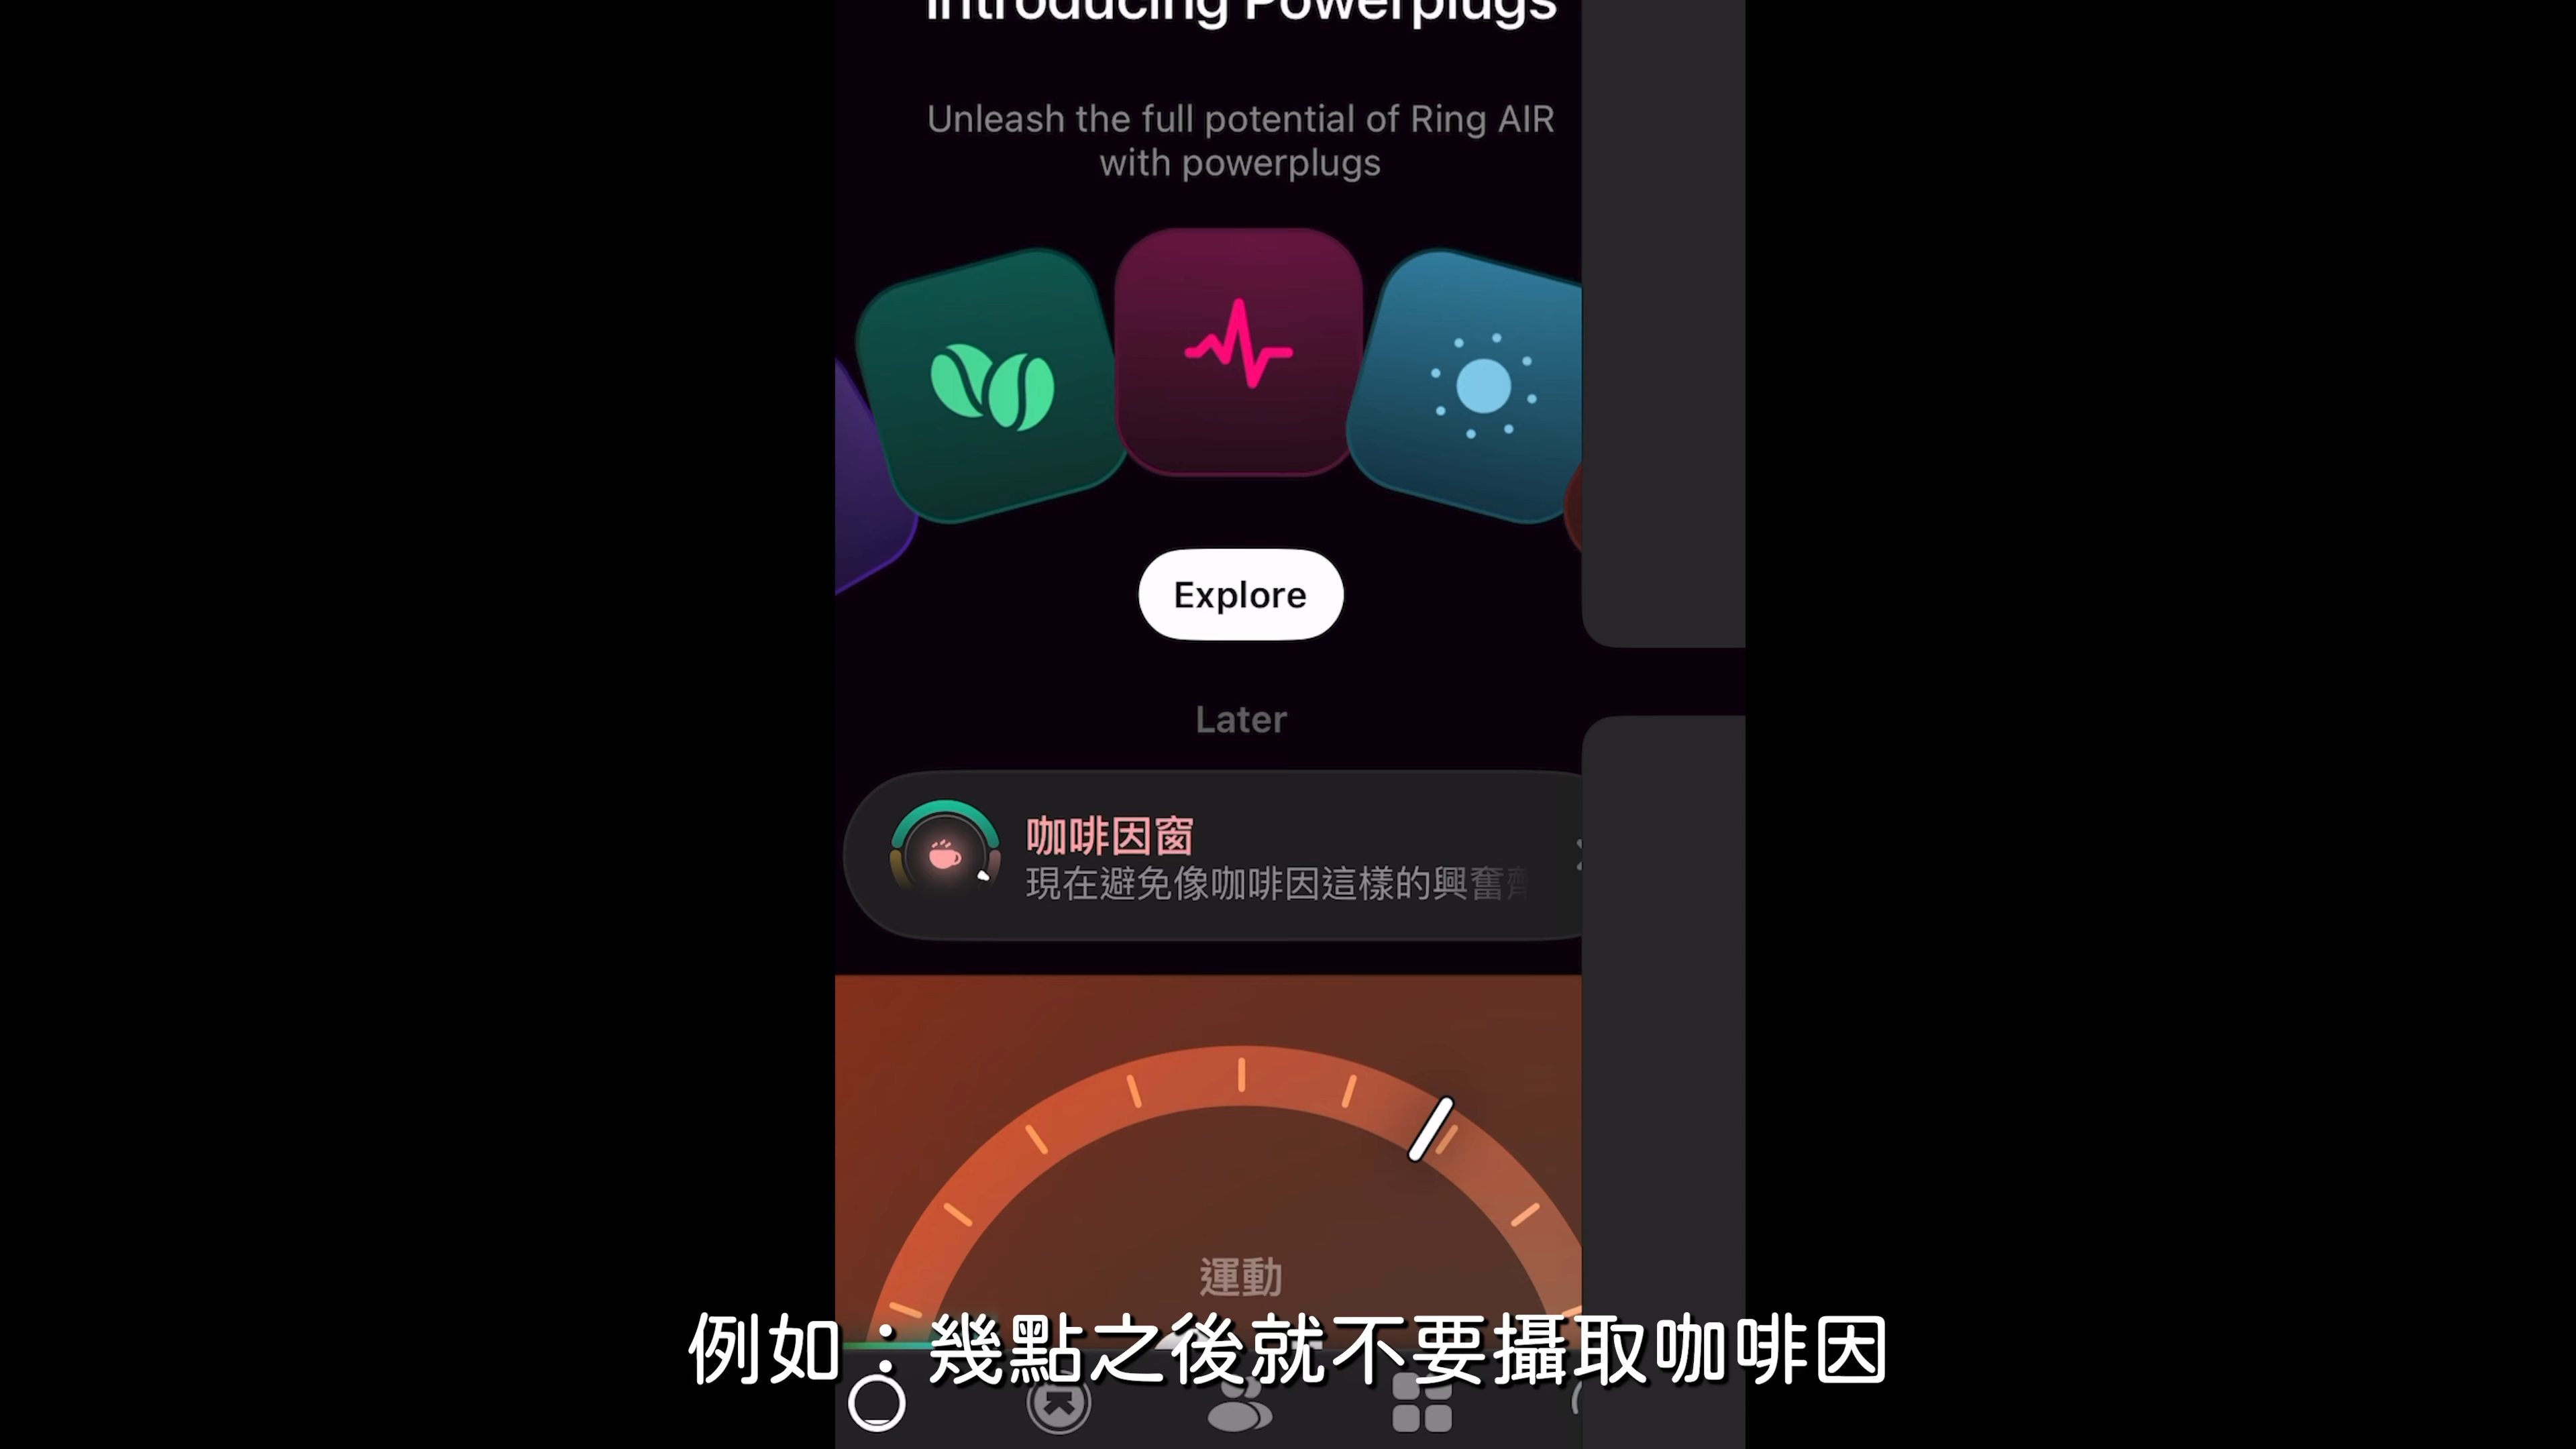 Introducing Powerplugs
Unleash the full potential of Ring AIR
with powerplugs
Explore
Later
咖啡因窗
現在避免像咖啡因這樣的興奮劑
運動
例如：幾點之後就不要攝取咖啡因